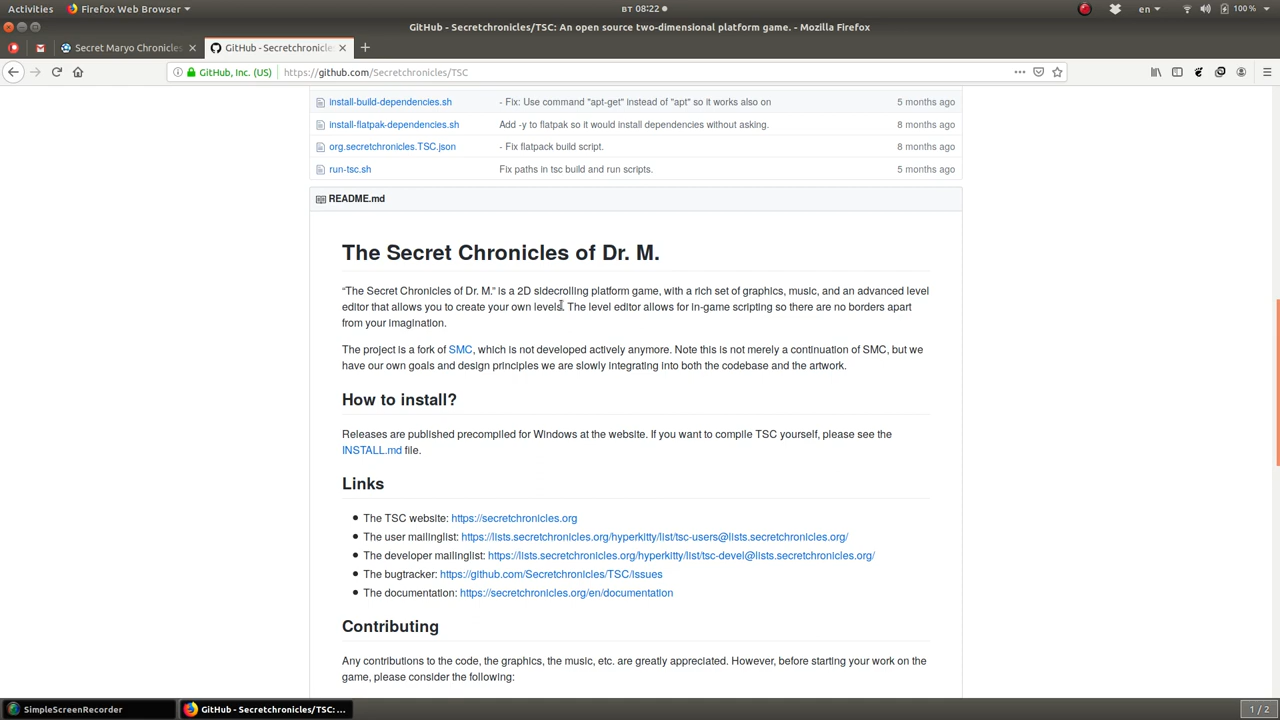 Activities Firefox Web Browser вт 08:22 en 100 %
GitHub - Secretchronicles/TSC: An open source two-dimensional platform game. - Mozilla Firefox
Secret Maryo Chronicles GitHub - Secretchronicle
GitHub, Inc. (US) https://github.com/Secretchronicles/TSC
install-build-dependencies.sh - Fix: Use command "apt-get" instead of "apt" so it works also on 5 months ago
install-flatpak-dependencies.sh Add -y to flatpak so it would install dependencies without asking. 8 months ago
org.secretchronicles.TSC.json - Fix flatpack build script. 8 months ago
run-tsc.sh Fix paths in tsc build and run scripts. 5 months ago
README.md
The Secret Chronicles of Dr. M.
“The Secret Chronicles of Dr. M.” is a 2D sidecrolling platform game, with a rich set of graphics, music, and an advanced level
editor that allows you to create your own levels. The level editor allows for in-game scripting so there are no borders apart
from your imagination.
The project is a fork of SMC, which is not developed actively anymore. Note this is not merely a continuation of SMC, but we
have our own goals and design principles we are slowly integrating into both the codebase and the artwork.
How to install?
Releases are published precompiled for Windows at the website. If you want to compile TSC yourself, please see the
INSTALL.md file.
Links
The TSC website: https://secretchronicles.org
The user mailinglist: https://lists.secretchronicles.org/hyperkitty/list/tsc-users@lists.secretchronicles.org/
The developer mailinglist: https://lists.secretchronicles.org/hyperkitty/list/tsc-devel@lists.secretchronicles.org/
The bugtracker: https://github.com/Secretchronicles/TSC/issues
The documentation: https://secretchronicles.org/en/documentation
Contributing
Any contributions to the code, the graphics, the music, etc. are greatly appreciated. However, before starting your work on the
game, please consider the following:
SimpleScreenRecorder GitHub - Secretchronicles/TSC: ... 1 / 2